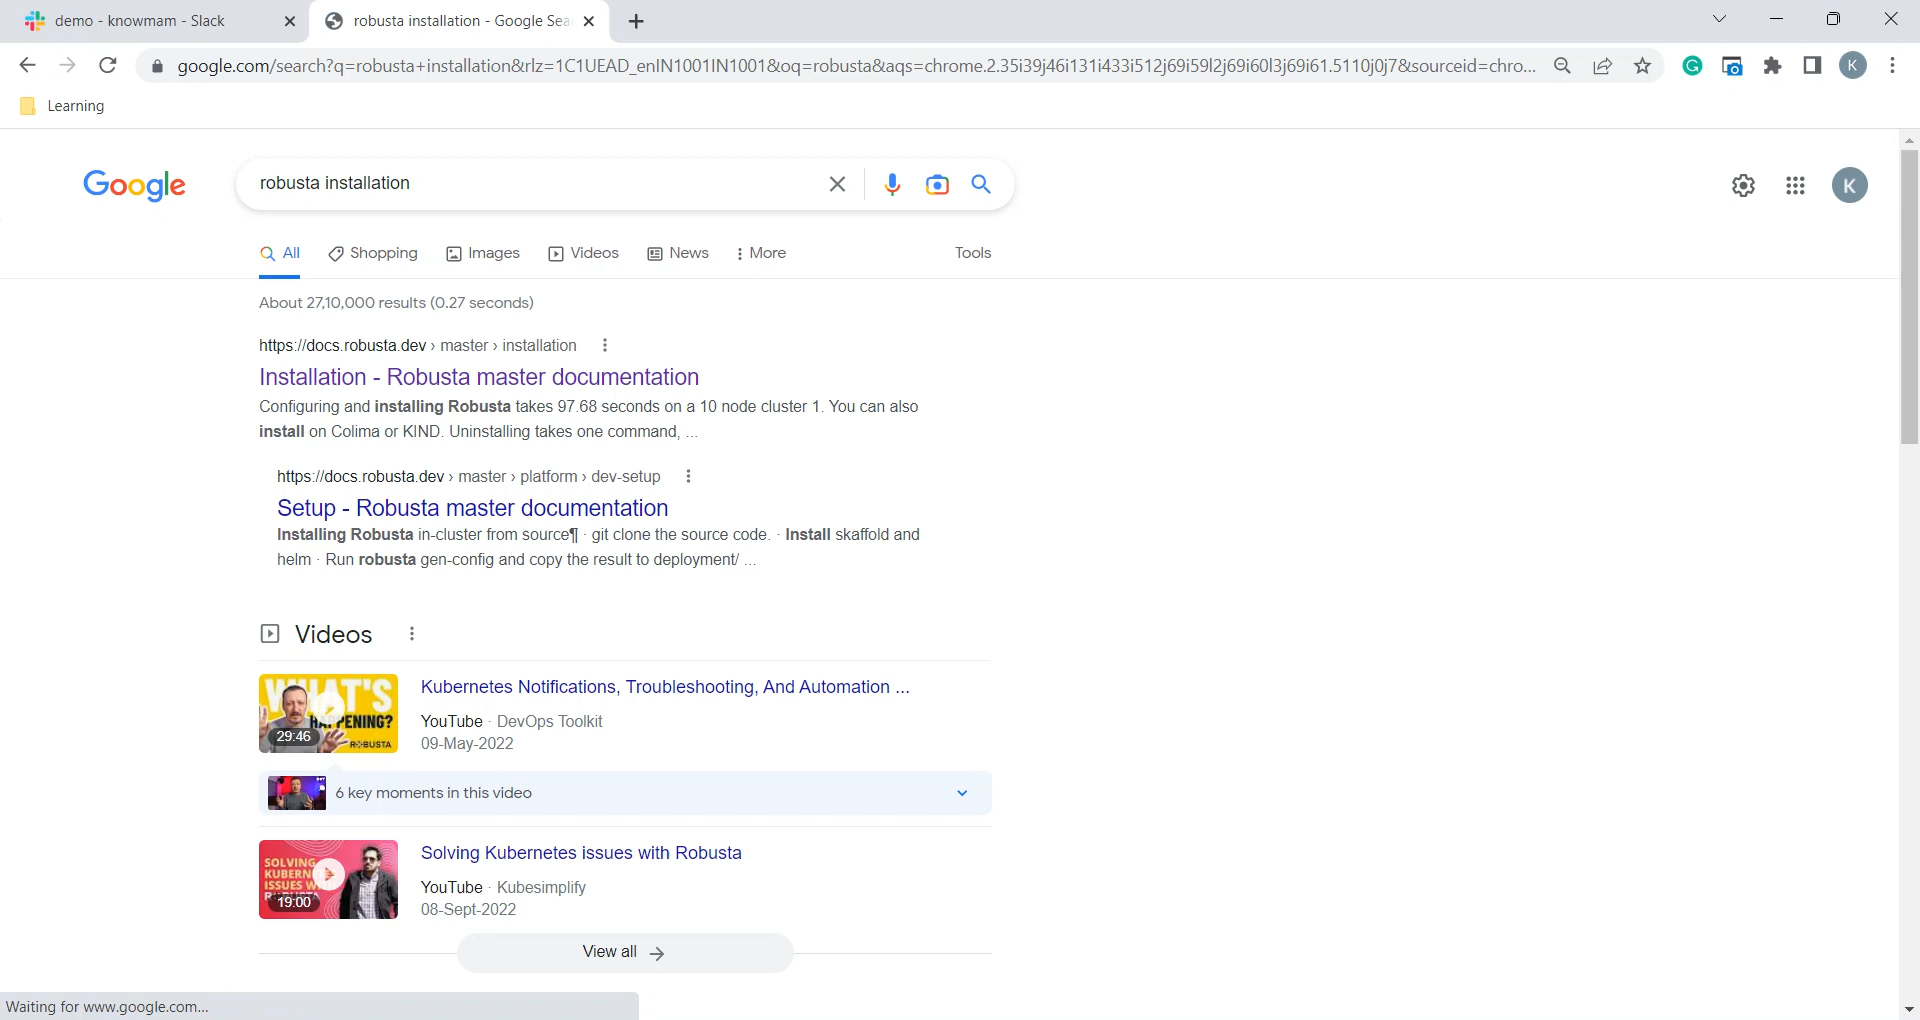 demo - knowmam - Slack
robusta installation - Google Sea
google.com/search?q=robusta+installation&rlz=1C1UEAD_enIN1001IN1001&oq=robusta&aqs=chrome.2.35i39j46i131i433i512j69i59l2j69i60l3j69i61.5110j0j7&sourceid=chro...
K
Learning
Google
robusta installation
K
All
Shopping
Images
Videos
News
More
Tools
About 27,10,000 results (0.27 seconds)
https://docs.robusta.dev › master › installation
Installation - Robusta master documentation
Configuring and installing Robusta takes 97.68 seconds on a 10 node cluster 1. You can also
install on Colima or KIND. Uninstalling takes one command, ...
https://docs.robusta.dev › master › platform › dev-setup
Setup - Robusta master documentation
Installing Robusta in-cluster from source¶ · git clone the source code. · Install skaffold and
helm · Run robusta gen-config and copy the result to deployment/ ...
Videos
WHAT'S
HAPPENING?
29:46
ROBUSTA
Kubernetes Notifications, Troubleshooting, And Automation ...
YouTube · DevOps Toolkit
09-May-2022
6 key moments in this video
SOLVING
ISSUES
19:00
Solving Kubernetes issues with Robusta
YouTube · Kubesimplify
08-Sept-2022
View all
Waiting for www.google.com...